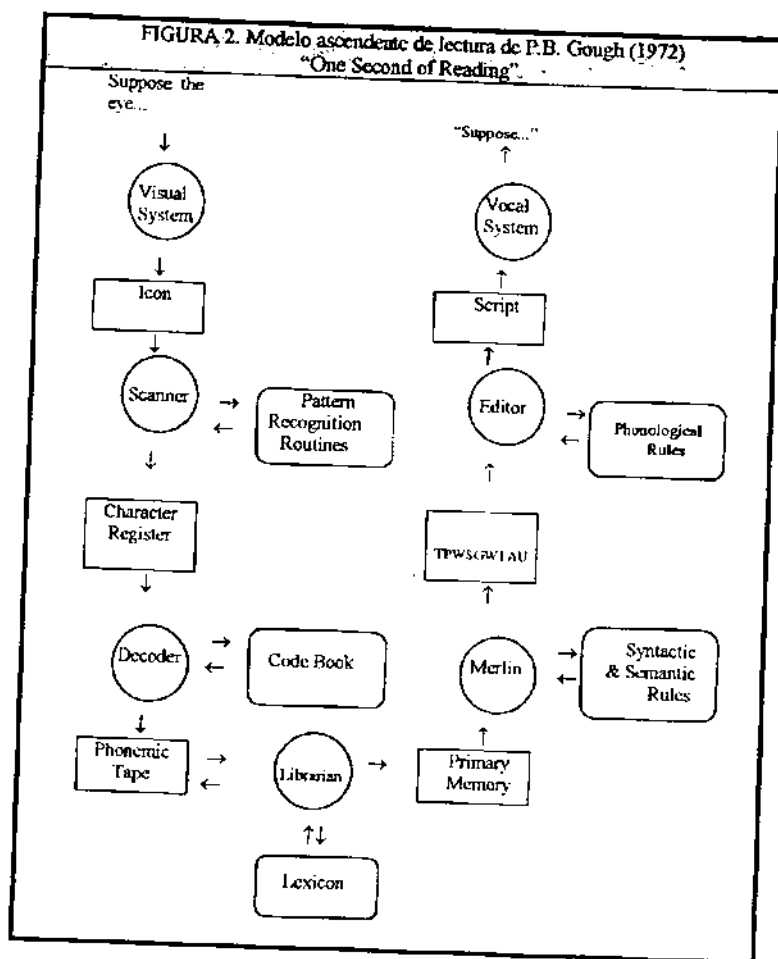 FIGURA 2. Modelo ascendente de lectura de P.B. Gough (1972)
"One Second of Reading".
Suppose the
eye...
Visual
System
Icon
Scanner
Pattern
Recognition
Routines
Character
Register
Decoder
Code Book
Phonemic
Tape
Librarian
Lexicon
Primary
Memory
Merlin
Syntactic
& Semantic
Rules
TPWSGWTAU
Editor
Phonological
Rules
Script
Vocal
System
"Suppose..."